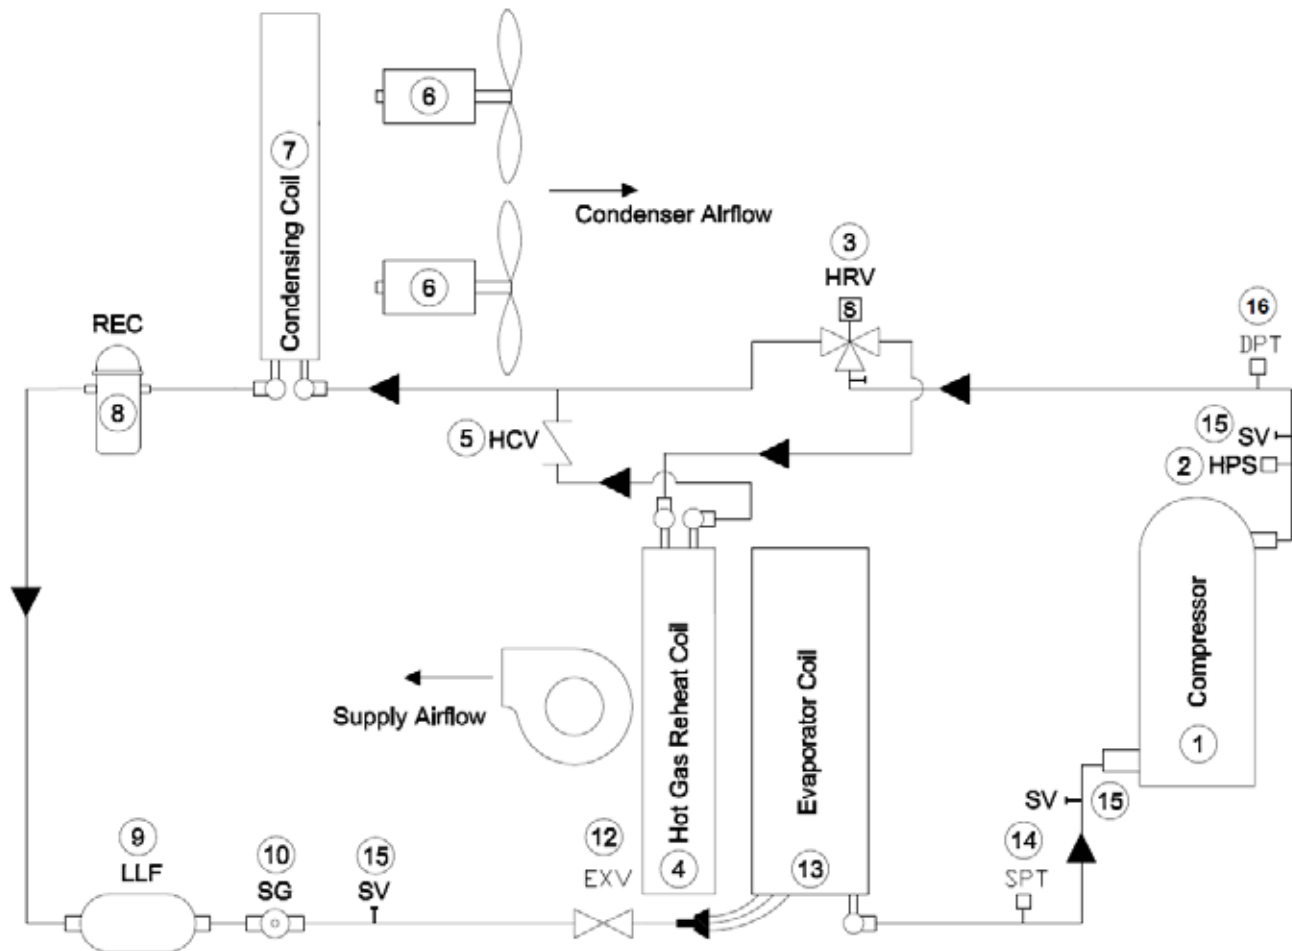 6
7
Condensing Coil
Condenser Airflow
6
3
HRV
S
16
DPT
REC
8
5 HCV
15
SV
2 HPS
Compressor
1
Hot Gas Reheat Coil
4
Evaporator Coil
13
Supply Airflow
SV 15
9
LLF
10
SG
15
SV
12
EXV
14
SPT